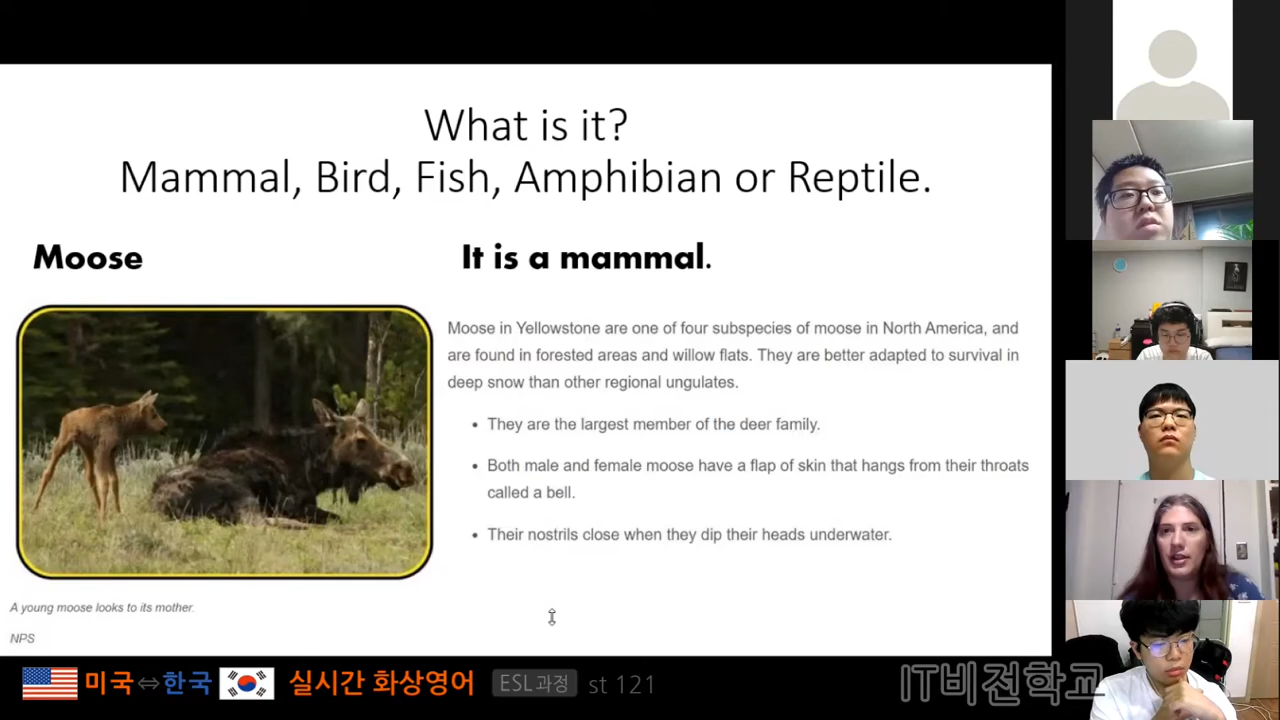 What is it?
Mammal, Bird, Fish, Amphibian or Reptile.
Moose
It is a mammal.
Moose in Yellowstone are one of four subspecies of moose in North America, and
are found in forested areas and willow flats. They are better adapted to survival in
deep snow than other regional ungulates.
• They are the largest member of the deer family.
• Both male and female moose have a flap of skin that hangs from their throats
called a bell.
• Their nostrils close when they dip their heads underwater.
A young moose looks to its mother.
NPS
미국⇔한국 실시간 화상영어 ESL과정 st 121
IT비전학교